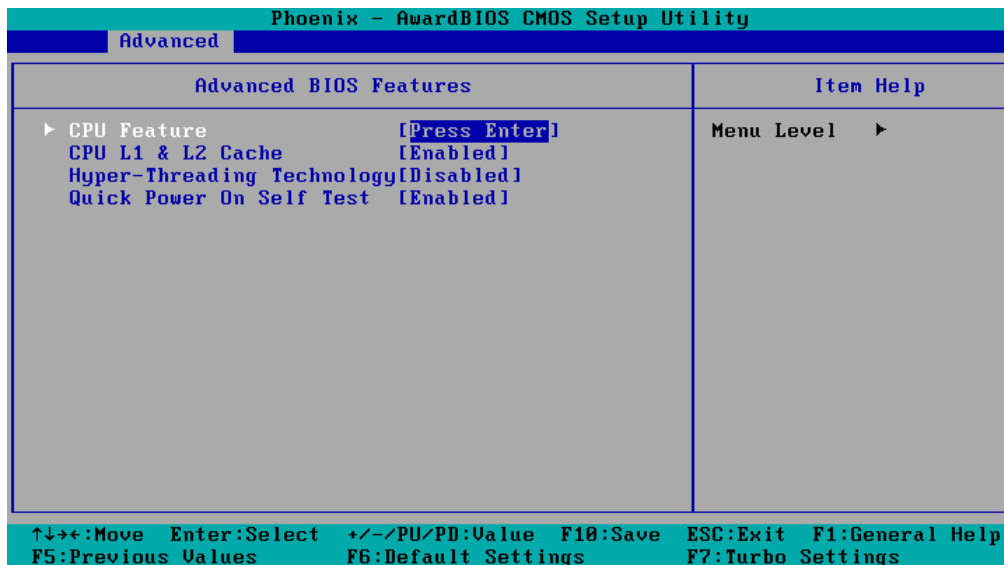 Phoenix - AwardBIOS CMOS Setup Utility
Advanced
Advanced BIOS Features
Item Help
▶ CPU Feature [Press Enter]
Menu Level ▶
CPU L1 & L2 Cache [Enabled]
Hyper-Threading Technology[Disabled]
Quick Power On Self Test [Enabled]
↑↓→←:Move Enter:Select +/-/PU/PD:Value F10:Save ESC:Exit F1:General Help
F5:Previous Values F6:Default Settings F7:Turbo Settings